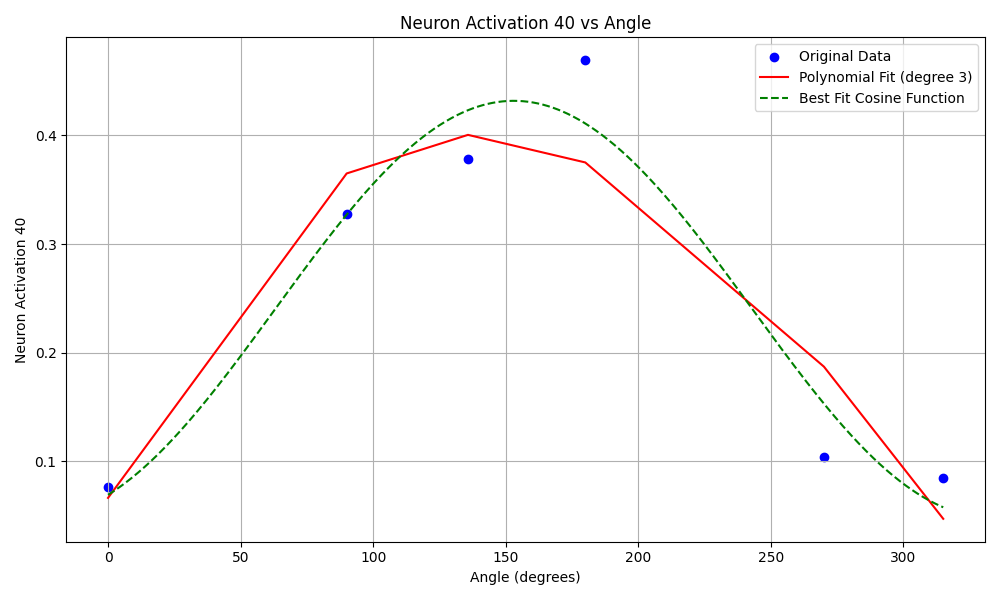 Neuron Activation 40 vs Angle
Original Data
Polynomial Fit (degree 3)
Best Fit Cosine Function
Neuron Activation 40
0.4
0.3
0.2
0.1
0
50
100
150
200
250
300
Angle (degrees)